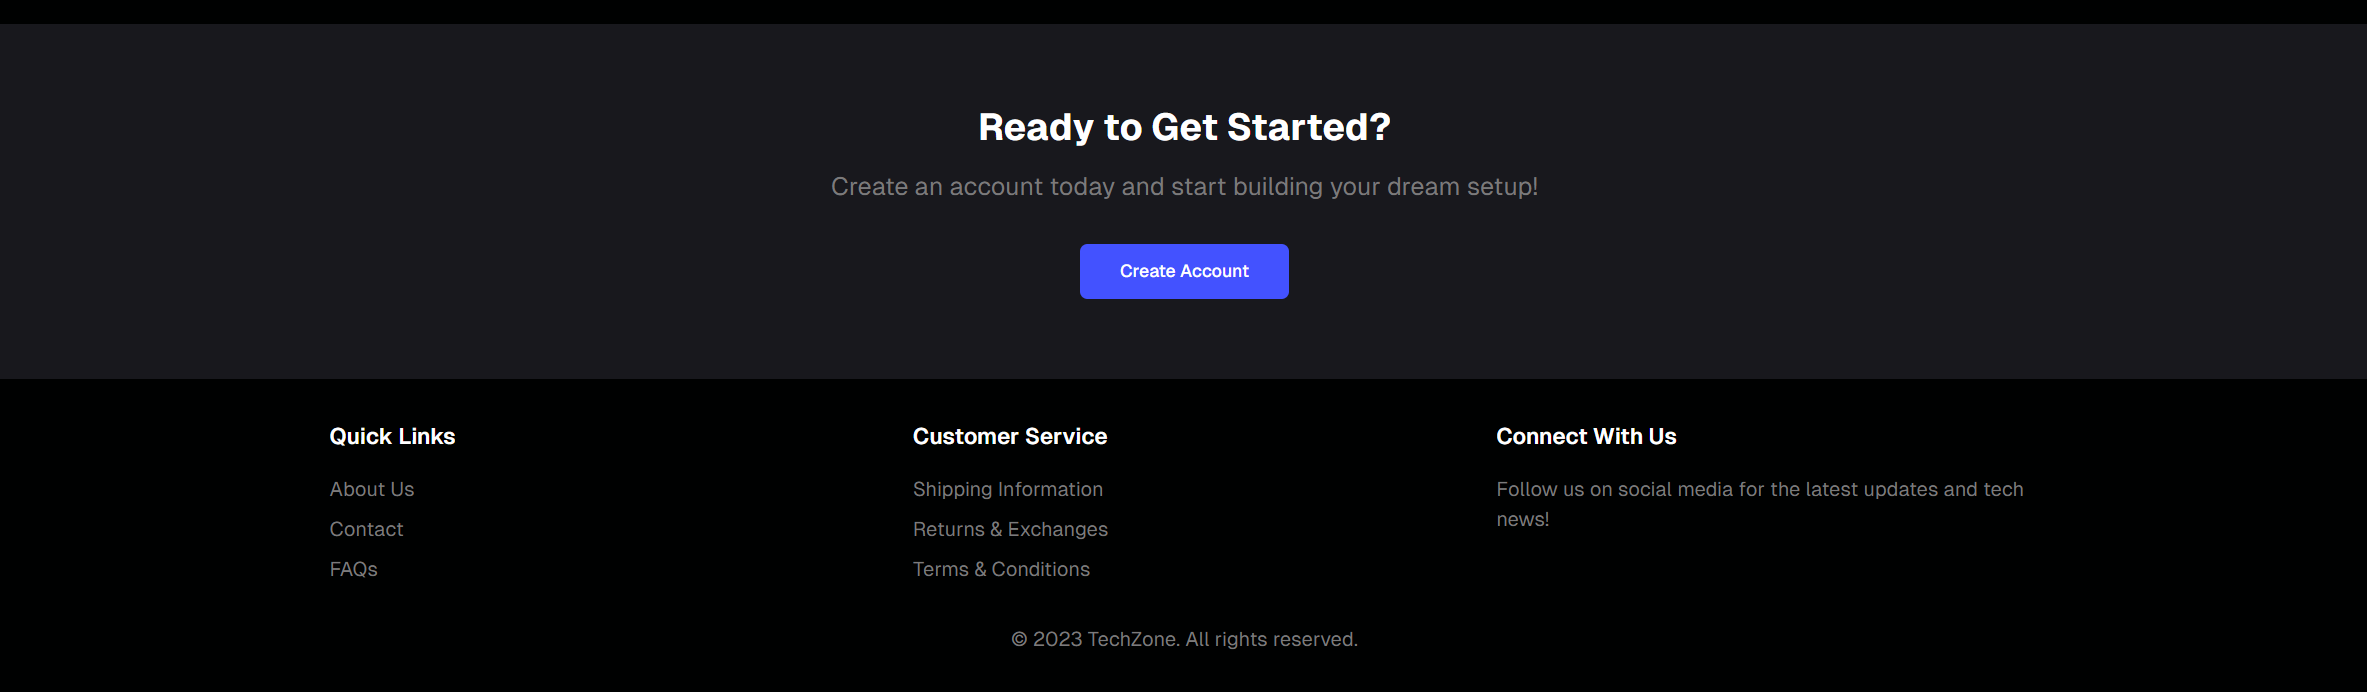 Ready to Get Started?
Create an account today and start building your dream setup!
Create Account
Quick Links
About Us
Contact
FAQs
Customer Service
Shipping Information
Returns & Exchanges
Terms & Conditions
Connect With Us
Follow us on social media for the latest updates and tech
news!
© 2023 TechZone. All rights reserved.